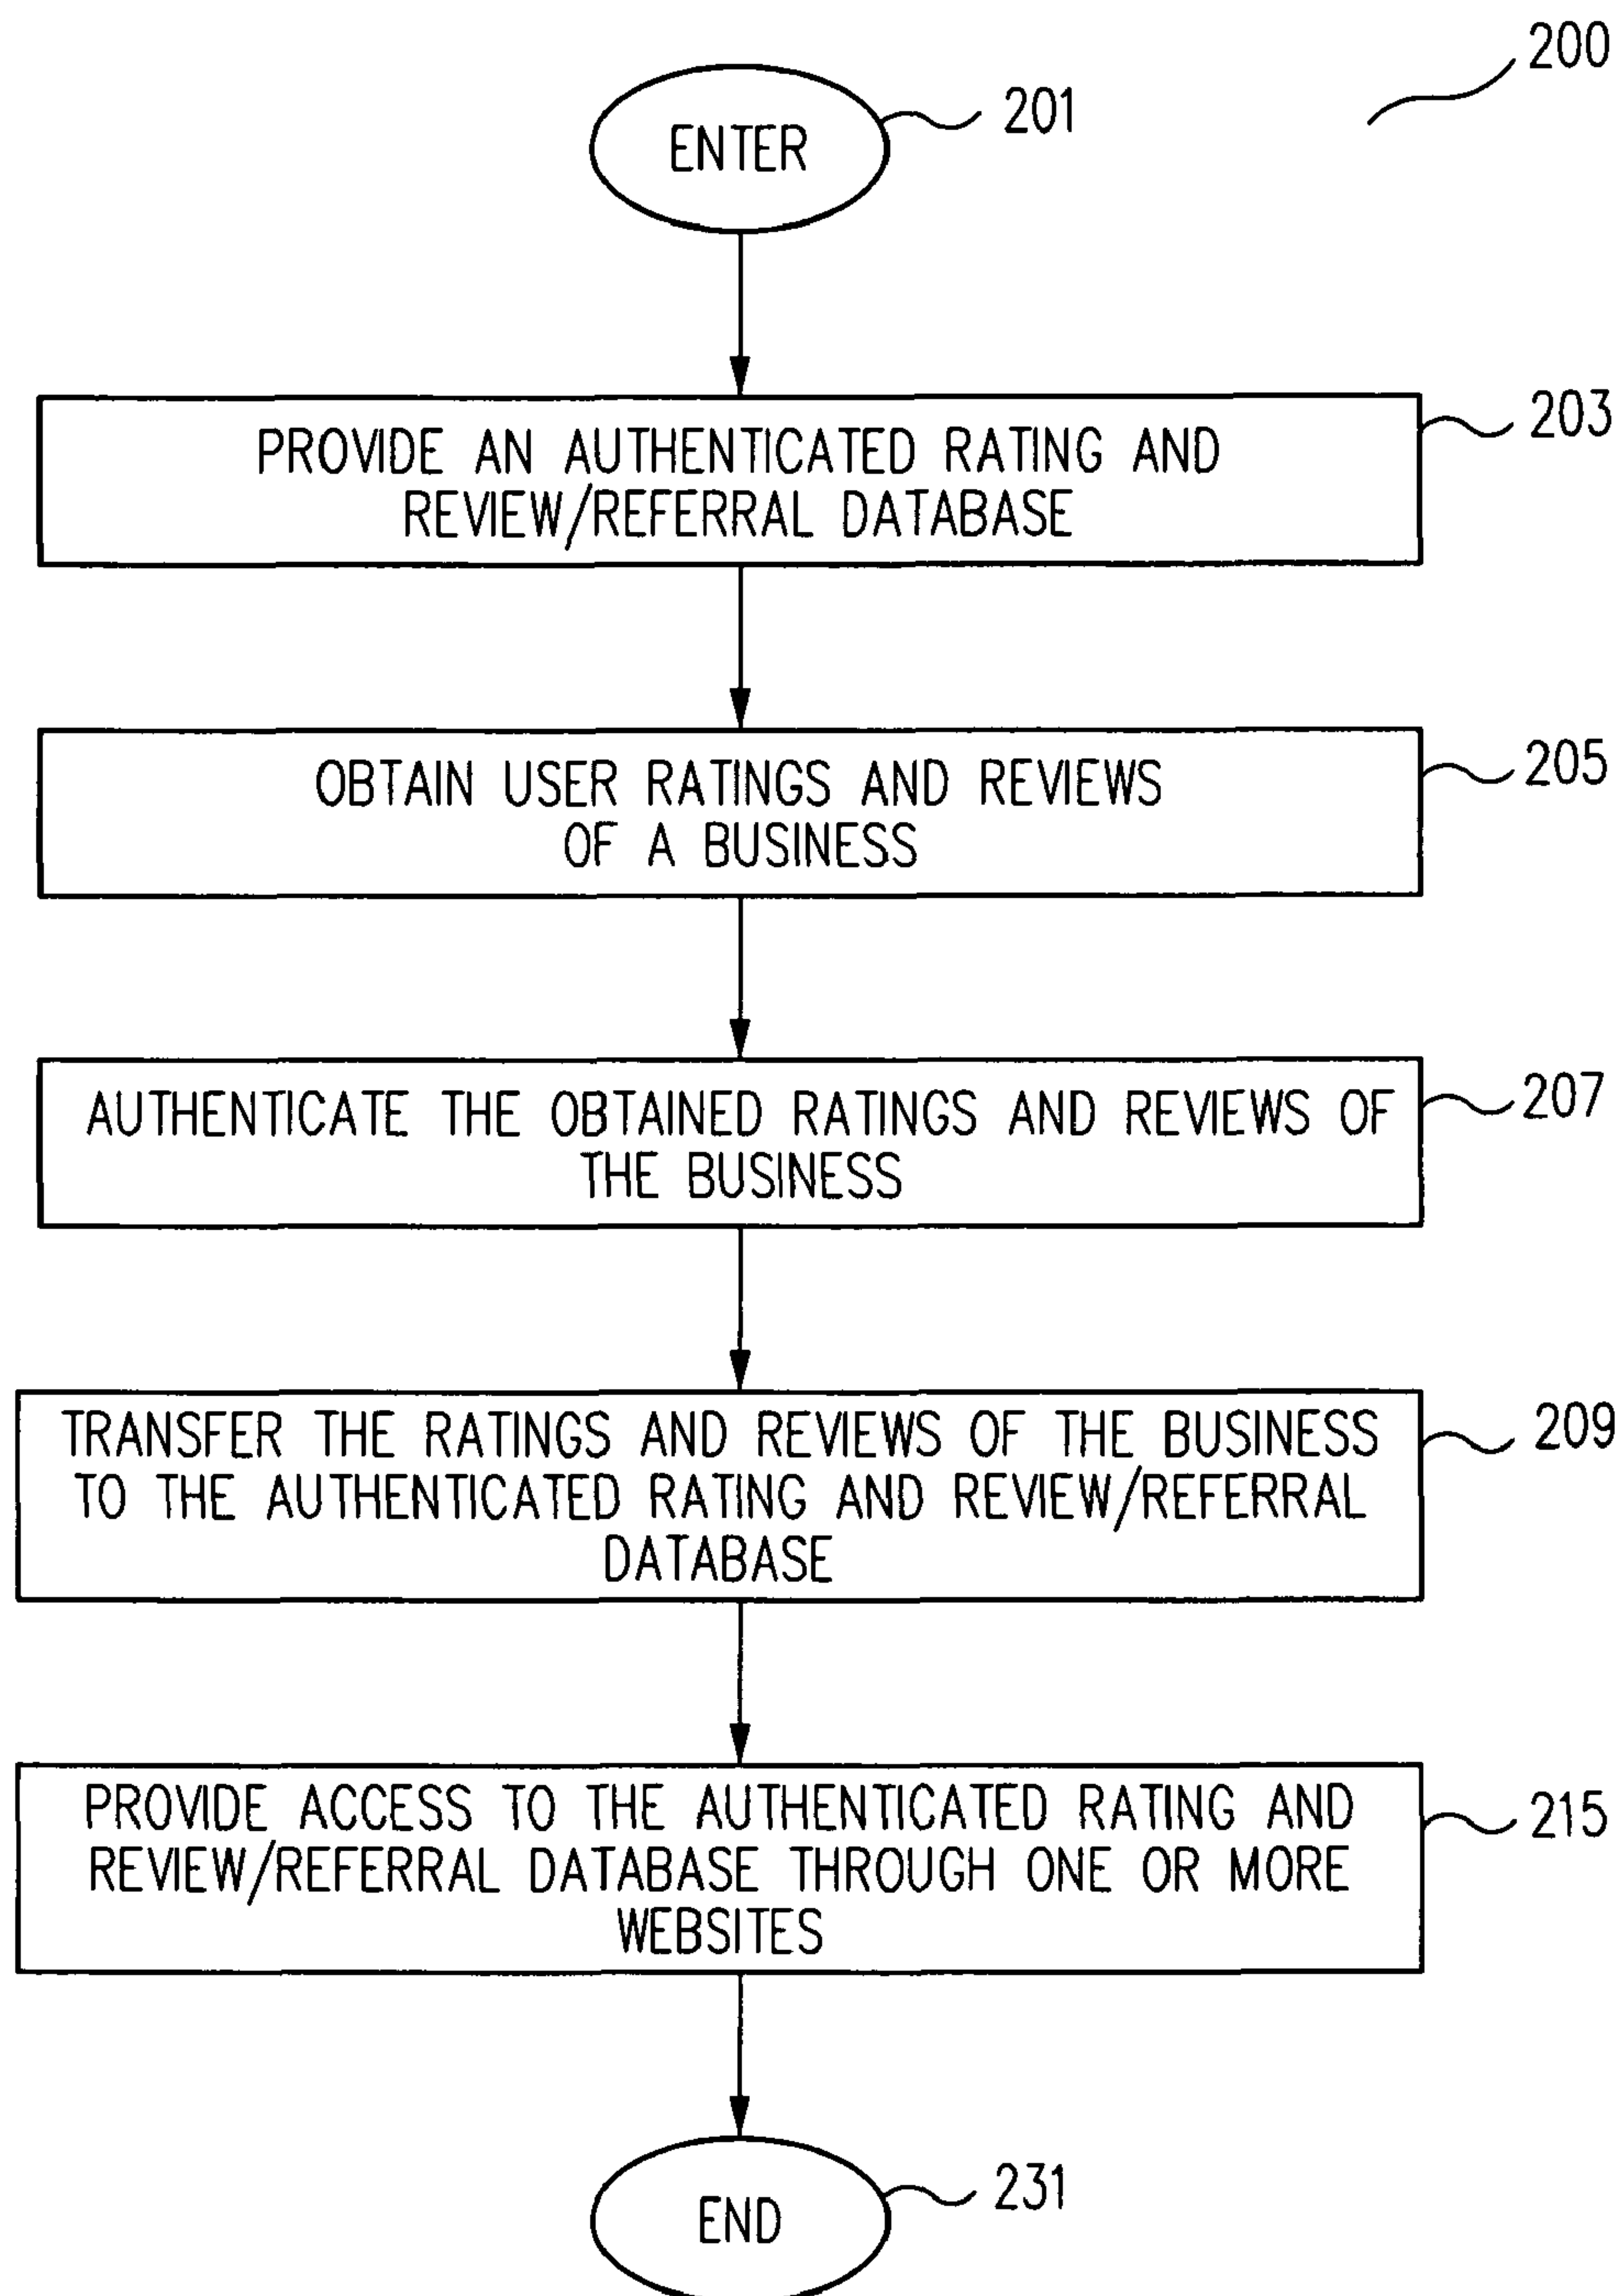 200
ENTER
201
PROVIDE AN AUTHENTICATED RATING AND
REVIEW/REFERRAL DATABASE
203
OBTAIN USER RATINGS AND REVIEWS
OF A BUSINESS
205
AUTHENTICATE THE OBTAINED RATINGS AND REVIEWS OF
THE BUSINESS
207
TRANSFER THE RATINGS AND REVIEWS OF THE BUSINESS
TO THE AUTHENTICATED RATING AND REVIEW/REFERRAL
DATABASE
209
PROVIDE ACCESS TO THE AUTHENTICATED RATING AND
REVIEW/REFERRAL DATABASE THROUGH ONE OR MORE
WEBSITES
215
END
231